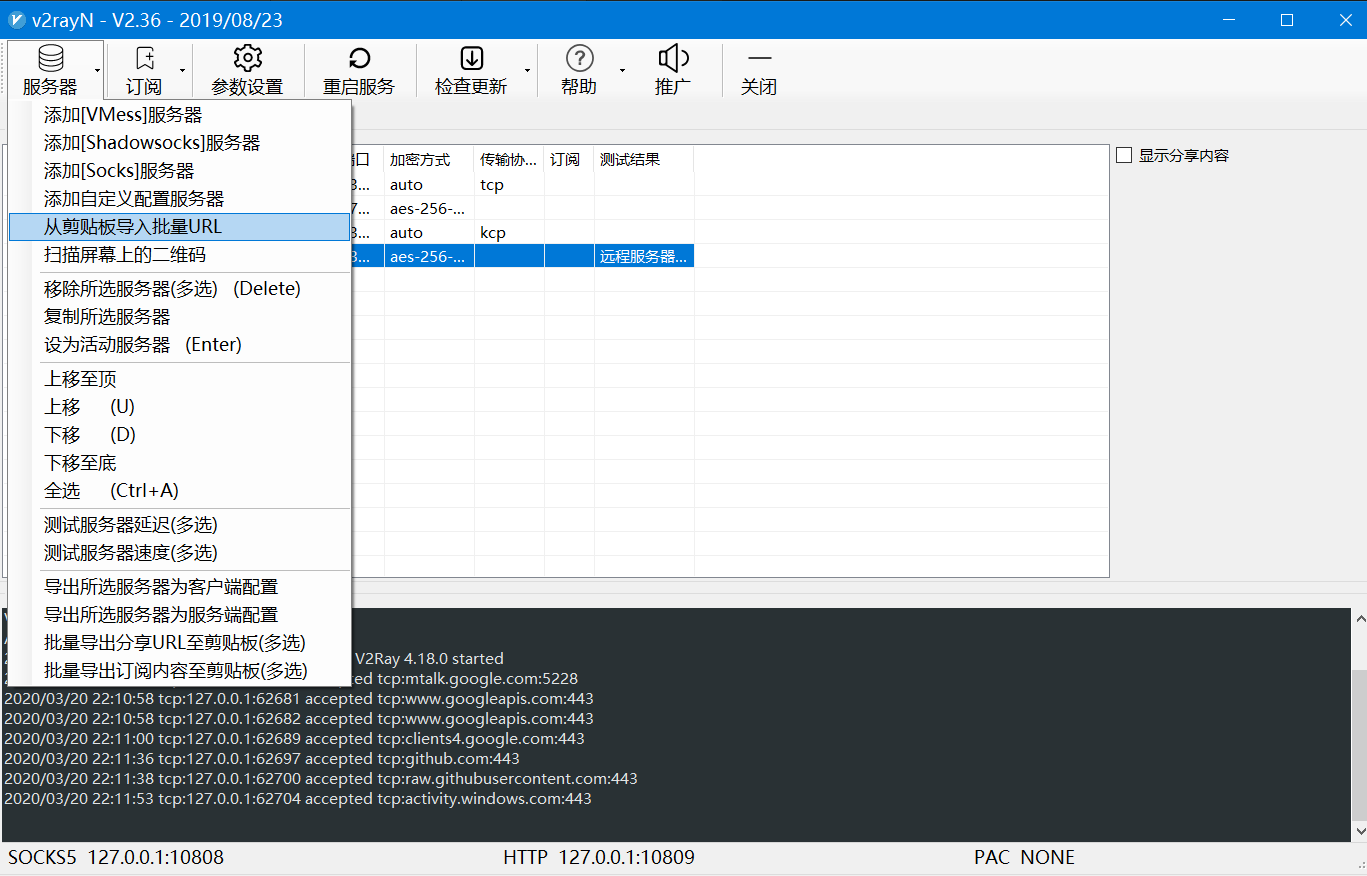 v2rayN - V2.36 - 2019/08/23
服务器 订阅 参数设置 重启服务 检查更新 帮助 推广 关闭
添加[VMess]服务器
添加[Shadowsocks]服务器
添加[Socks]服务器
添加自定义配置服务器
从剪贴板导入批量URL
扫描屏幕上的二维码
移除所选服务器(多选) (Delete)
复制所选服务器
设为活动服务器 (Enter)
上移至顶
上移 (U)
下移 (D)
下移至底
全选 (Ctrl+A)
测试服务器延迟(多选)
测试服务器速度(多选)
导出所选服务器为客户端配置
导出所选服务器为服务端配置
批量导出分享URL至剪贴板(多选)
批量导出订阅内容至剪贴板(多选)
口 加密方式 传输协... 订阅 测试结果
3... auto tcp
7... aes-256-...
3... auto kcp
3... aes-256-... 远程服务器...
显示分享内容
V2Ray 4.18.0 started
ted tcp:mtalk.google.com:5228
2020/03/20 22:10:58 tcp:127.0.0.1:62681 accepted tcp:www.googleapis.com:443
2020/03/20 22:10:58 tcp:127.0.0.1:62682 accepted tcp:www.googleapis.com:443
2020/03/20 22:11:00 tcp:127.0.0.1:62689 accepted tcp:clients4.google.com:443
2020/03/20 22:11:36 tcp:127.0.0.1:62697 accepted tcp:github.com:443
2020/03/20 22:11:38 tcp:127.0.0.1:62700 accepted tcp:raw.githubusercontent.com:443
2020/03/20 22:11:53 tcp:127.0.0.1:62704 accepted tcp:activity.windows.com:443
SOCKS5 127.0.0.1:10808 HTTP 127.0.0.1:10809 PAC NONE